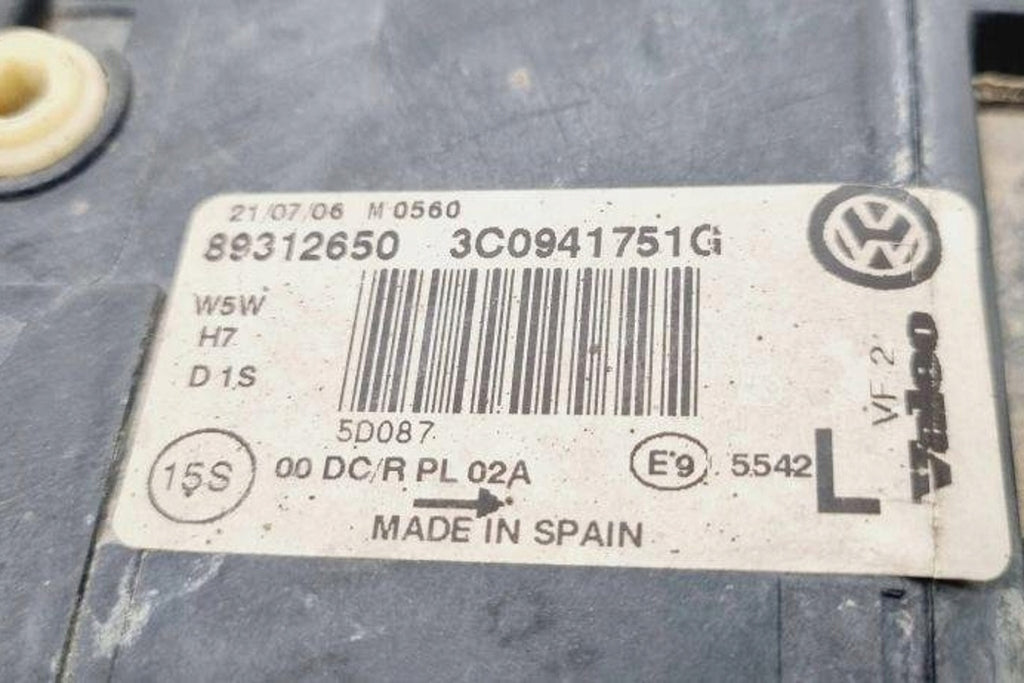 21/07/06 M 0560
89312650 3C0941751G
W5W
H7
D1S
5D087
15S
00 DC/R PL 02A
E9 5542
L
VF 2
Valeo
MADE IN SPAIN